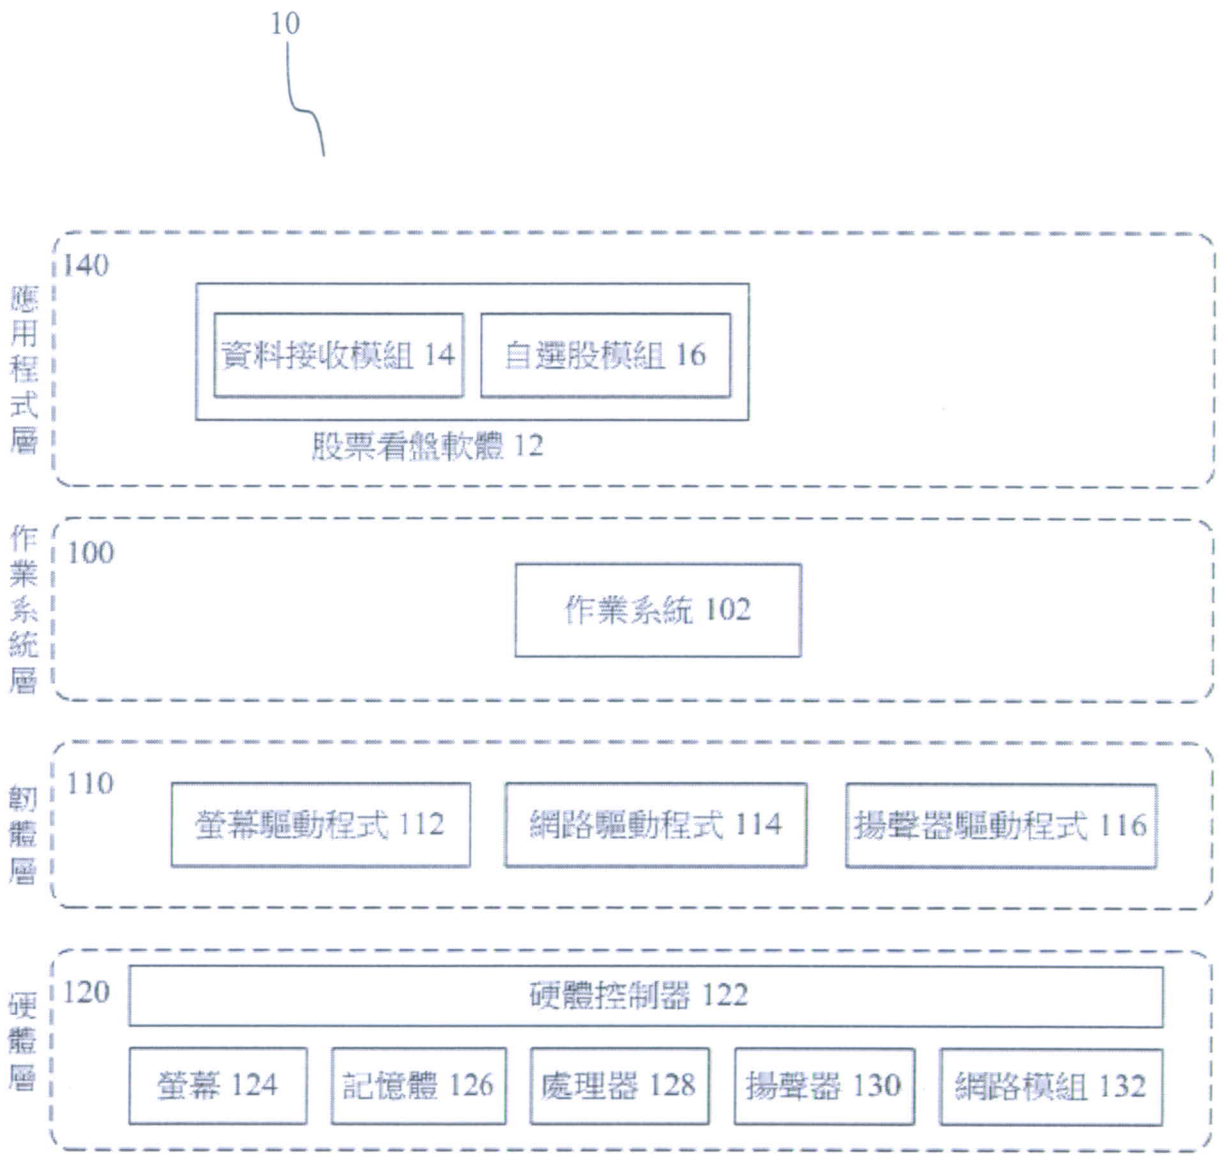 10
應用程式層
140
資料接收模組 14
自選股模組 16
股票看盤軟體 12
作業系統層
100
作業系統 102
韌體層
110
螢幕驅動程式 112
網路驅動程式 114
揚聲器驅動程式 116
硬體層
120
硬體控制器 122
螢幕 124
記憶體 126
處理器 128
揚聲器 130
網路模組 132